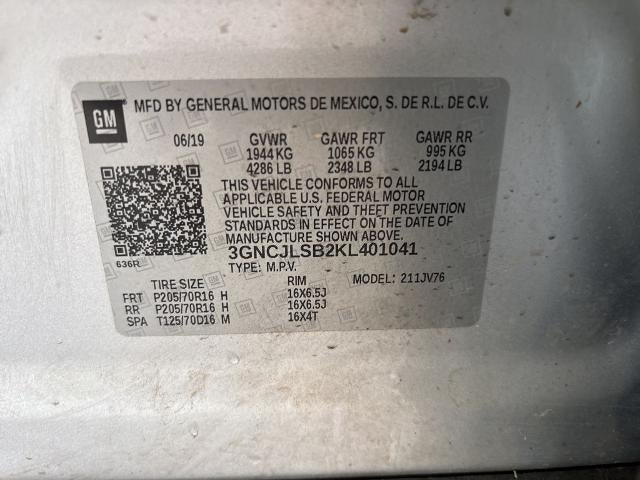 GM MFD BY GENERAL MOTORS DE MEXICO, S. DE R.L. DE C.V.
06/19 GVWR GAWR FRT GAWR RR
1944 KG 1065 KG 995 KG
4286 LB 2348 LB 2194 LB
THIS VEHICLE CONFORMS TO ALL
APPLICABLE U.S. FEDERAL MOTOR
VEHICLE SAFETY AND THEFT PREVENTION
STANDARDS IN EFFECT ON THE DATE OF
MANUFACTURE SHOWN ABOVE.
3GNCJLSB2KL401041
636R TYPE: M.P.V.
TIRE SIZE RIM MODEL: 211JV76
FRT P205/70R16 H 16X6.5J
RR P205/70R16 H 16X6.5J
SPA T125/70D16 M 16X4T